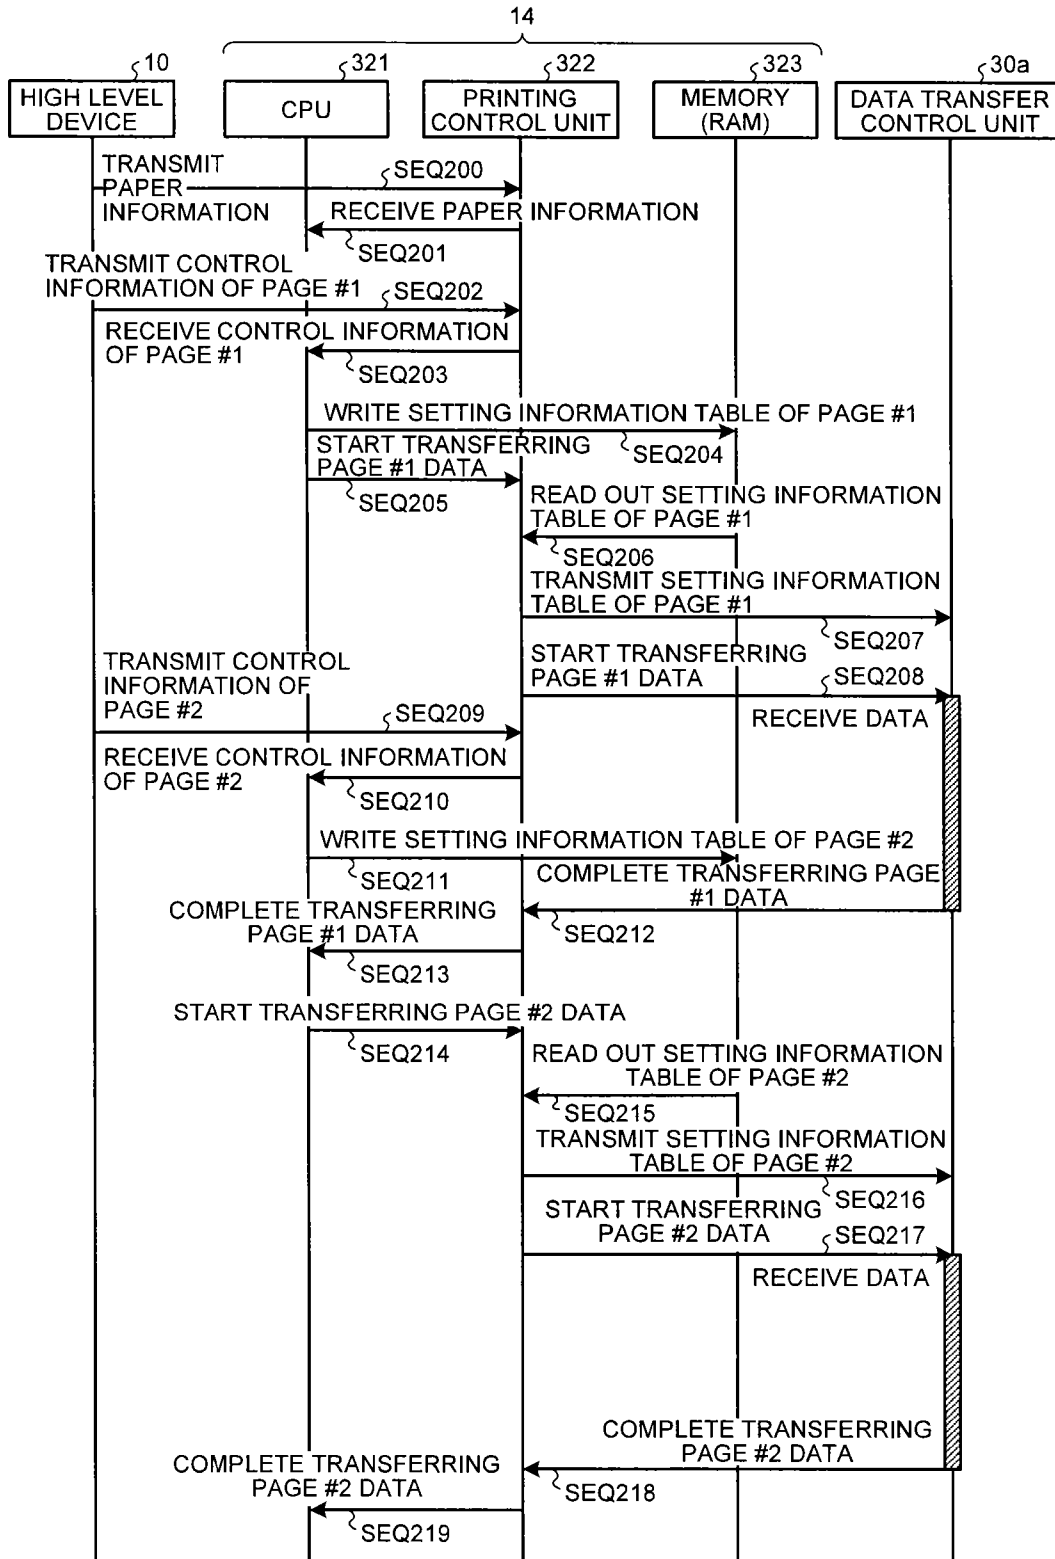 14
10
321
322
323
30a
HIGH LEVEL
DEVICE
CPU
PRINTING
CONTROL UNIT
MEMORY
(RAM)
DATA TRANSFER
CONTROL UNIT
TRANSMIT
PAPER
INFORMATION
SEQ200
RECEIVE PAPER INFORMATION
SEQ201
TRANSMIT CONTROL
INFORMATION OF PAGE #1
SEQ202
RECEIVE CONTROL INFORMATION
OF PAGE #1
SEQ203
WRITE SETTING INFORMATION TABLE OF PAGE #1
SEQ204
START TRANSFERRING
PAGE #1 DATA
SEQ205
READ OUT SETTING INFORMATION
TABLE OF PAGE #1
SEQ206
TRANSMIT SETTING INFORMATION
TABLE OF PAGE #1
SEQ207
START TRANSFERRING
PAGE #1 DATA
SEQ208
RECEIVE DATA
TRANSMIT CONTROL
INFORMATION OF
PAGE #2
SEQ209
RECEIVE CONTROL INFORMATION
OF PAGE #2
SEQ210
WRITE SETTING INFORMATION TABLE OF PAGE #2
SEQ211
COMPLETE TRANSFERRING PAGE
#1 DATA
SEQ212
COMPLETE TRANSFERRING
PAGE #1 DATA
SEQ213
START TRANSFERRING PAGE #2 DATA
SEQ214
READ OUT SETTING INFORMATION
TABLE OF PAGE #2
SEQ215
TRANSMIT SETTING INFORMATION
TABLE OF PAGE #2
SEQ216
START TRANSFERRING
PAGE #2 DATA
SEQ217
RECEIVE DATA
COMPLETE TRANSFERRING
PAGE #2 DATA
SEQ218
COMPLETE TRANSFERRING
PAGE #2 DATA
SEQ219